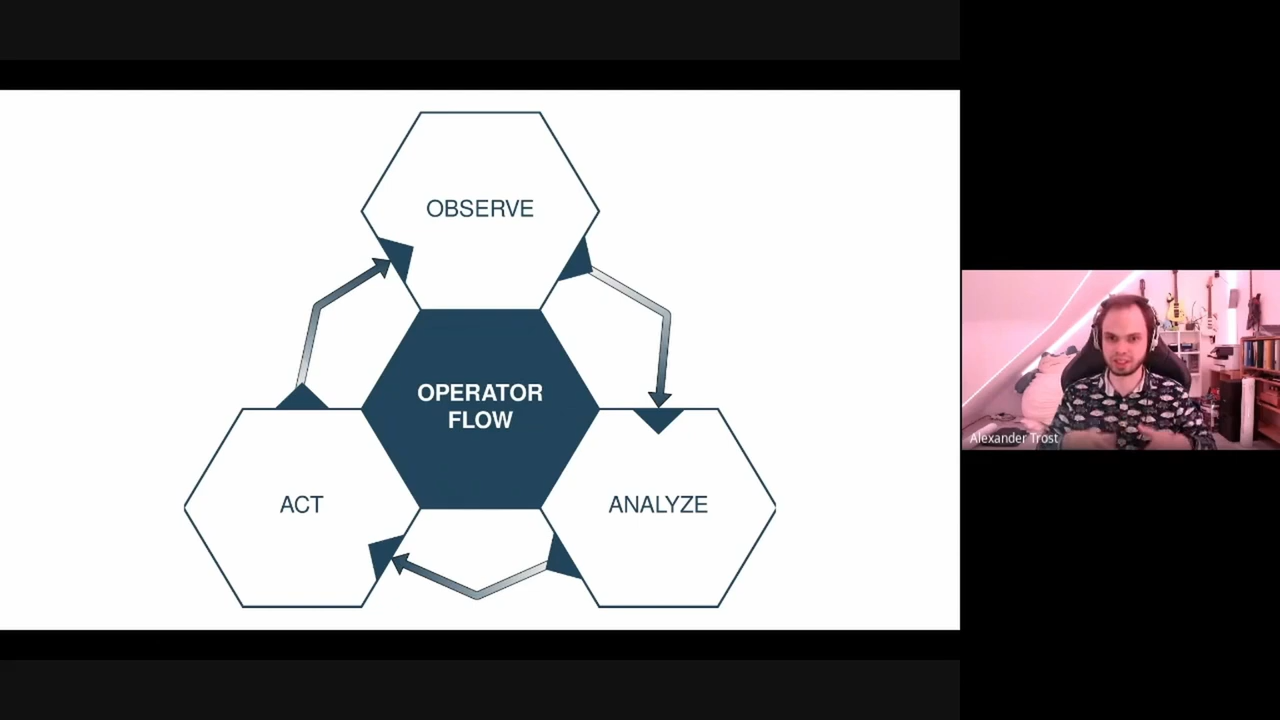 OBSERVE
OPERATOR
FLOW
ACT
ANALYZE
Alexander Trost